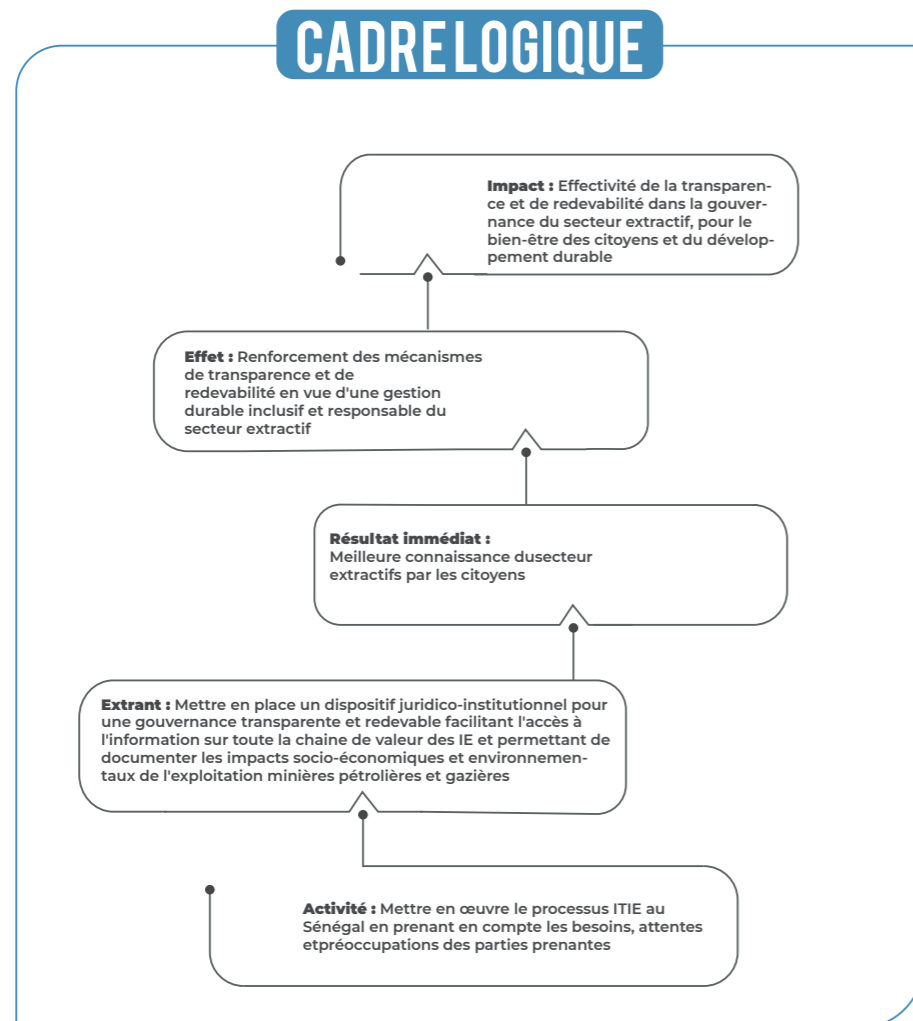 CADRE LOGIQUE
Impact : Effectivité de la transparen-
ce et de redevabilité dans la gouver-
nance du secteur extractif, pour le
bien-être des citoyens et du dévelop-
pement durable
Effet : Renforcement des mécanismes
de transparence et de
redevabilité en vue d'une gestion
durable inclusif et responsable du
secteur extractif
Résultat immédiat :
Meilleure connaissance dusecteur
extractifs par les citoyens
Extrant : Mettre en place un dispositif juridico-institutionnel pour
une gouvernance transparente et redevable facilitant l'accès à
l'information sur toute la chaine de valeur des IE et permettant de
documenter les impacts socio-économiques et environnemen-
taux de l'exploitation minières pétrolières et gazières
Activité : Mettre en œuvre le processus ITIE au
Sénégal en prenant en compte les besoins, attentes
etpréoccupations des parties prenantes